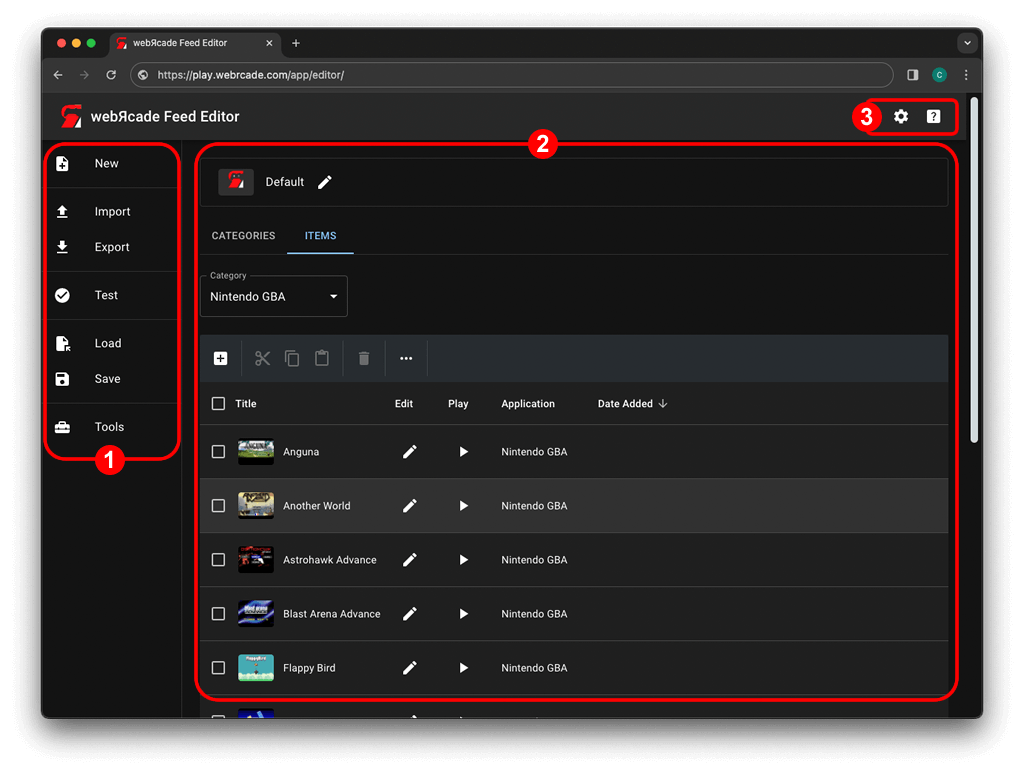 webЯcade Feed Editor
https://play.webrcade.com/app/editor/
C
webЯcade Feed Editor
3
?
New
Import
Export
Test
Load
Save
Tools
1
2
Default
CATEGORIES ITEMS
Category
Nintendo GBA
Title Edit Play Application Date Added
Anguna Nintendo GBA
Another World Nintendo GBA
Astrohawk Advance Nintendo GBA
Blast Arena Advance Nintendo GBA
Flappy Bird Nintendo GBA